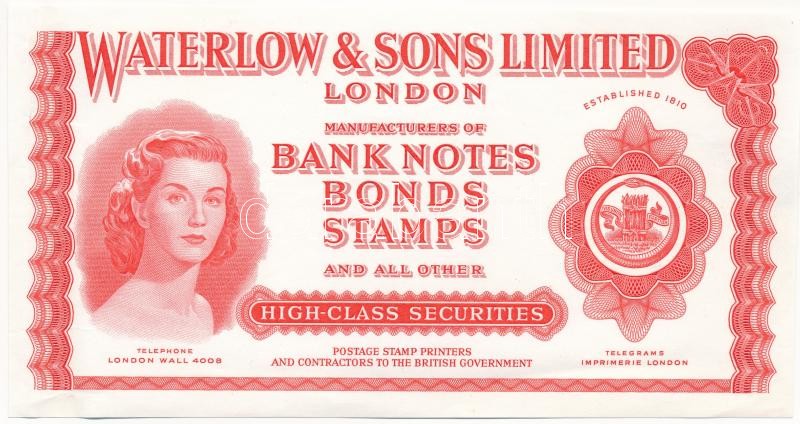 WATERLOW & SONS LIMITED
LONDON
ESTABLISHED 1810
MANUFACTURERS OF
BANK NOTES
BONDS
STAMPS
AND ALL OTHER
HIGH-CLASS SECURITIES
TELEPHONE
LONDON WALL 4008
POSTAGE STAMP PRINTERS
AND CONTRACTORS TO THE BRITISH GOVERNMENT
TELEGRAMS
IMPRIMERIE LONDON